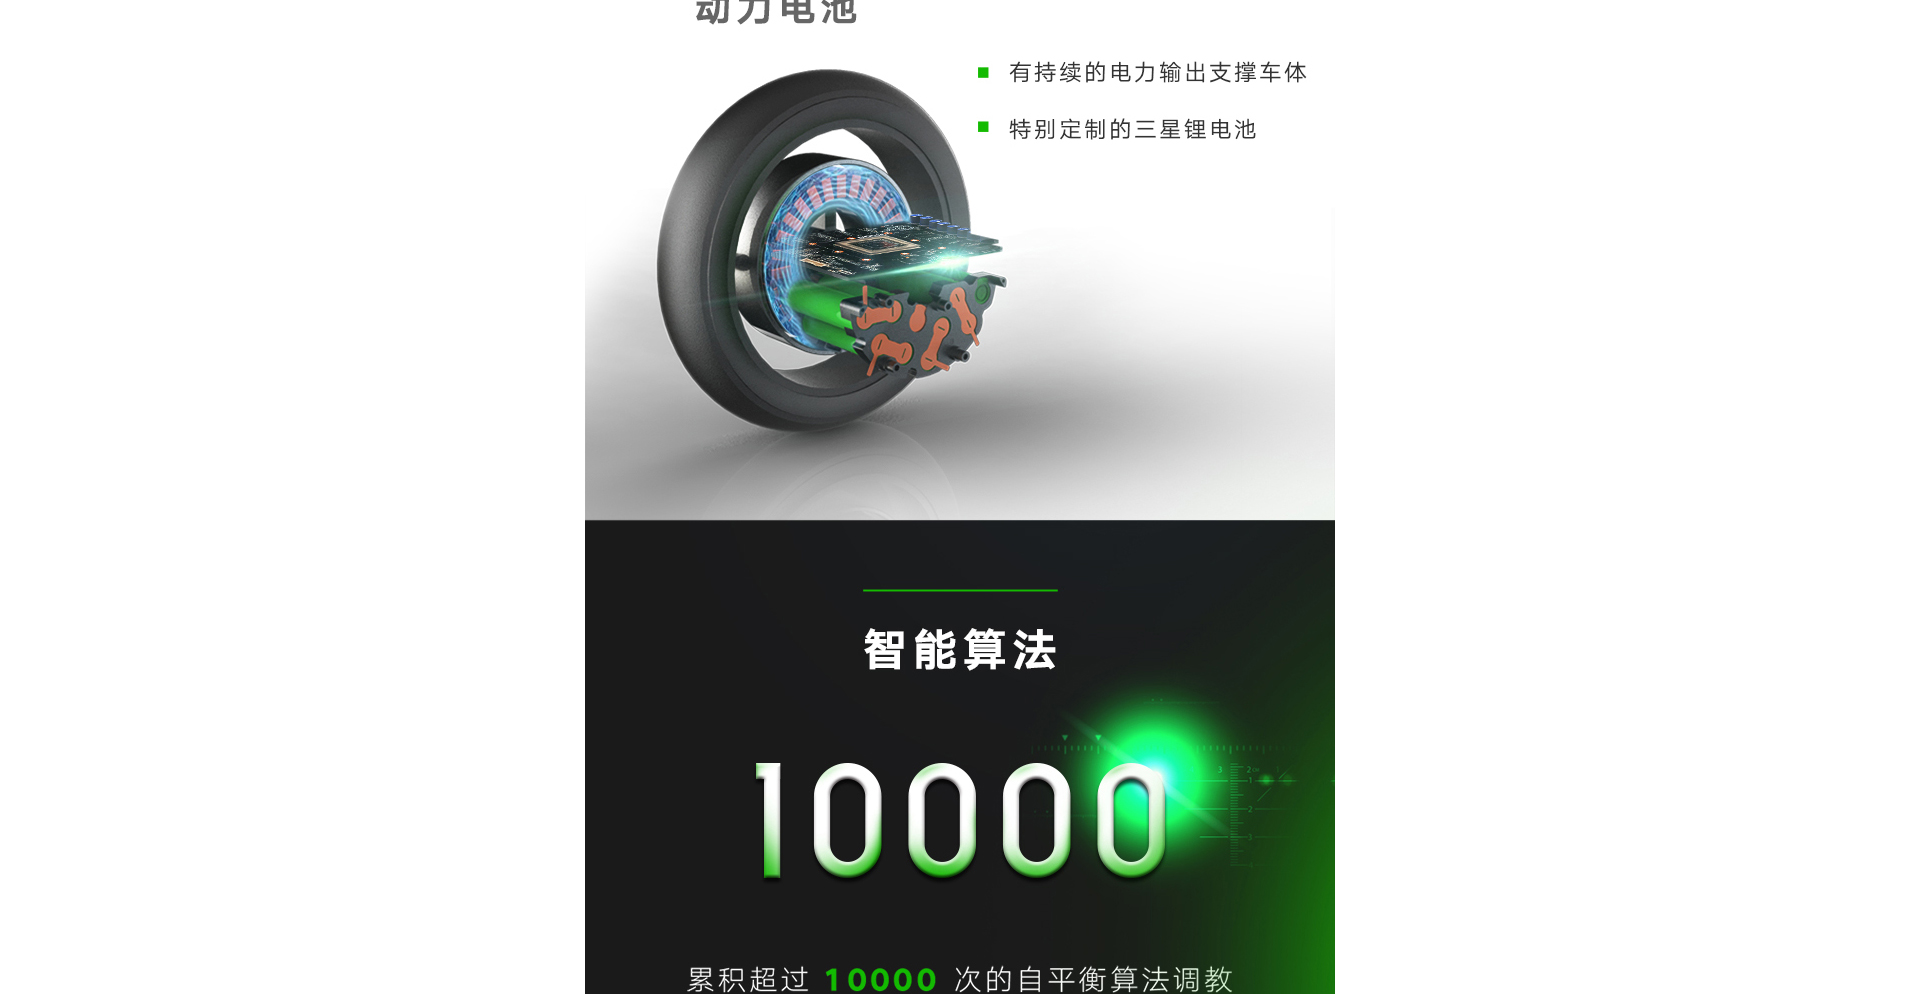 动力电池
有持续的电力输出支撑车体
特别定制的三星锂电池
智能算法
10000
累积超过 10000 次的自平衡算法调教